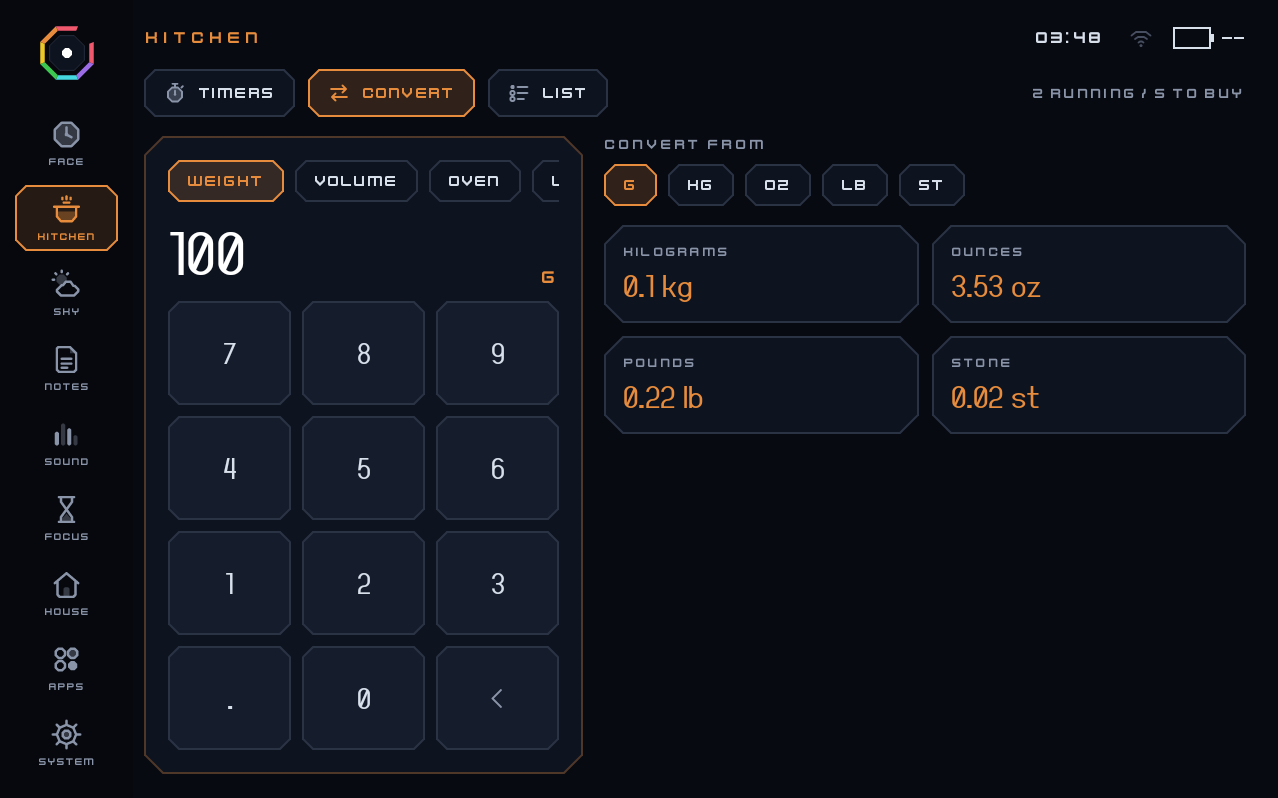 KITCHEN
03:48 --
TIMERS CONVERT LIST
2 RUNNING / 5 TO BUY
FACE
KITCHEN
SKY
NOTES
SOUND
FOCUS
HOUSE
APPS
SYSTEM
WEIGHT VOLUME OVEN L
100 G
7 8 9
4 5 6
1 2 3
. 0 <
CONVERT FROM
G KG OZ LB ST
KILOGRAMS
0.1 kg
OUNCES
3.53 oz
POUNDS
0.22 lb
STONE
0.02 st